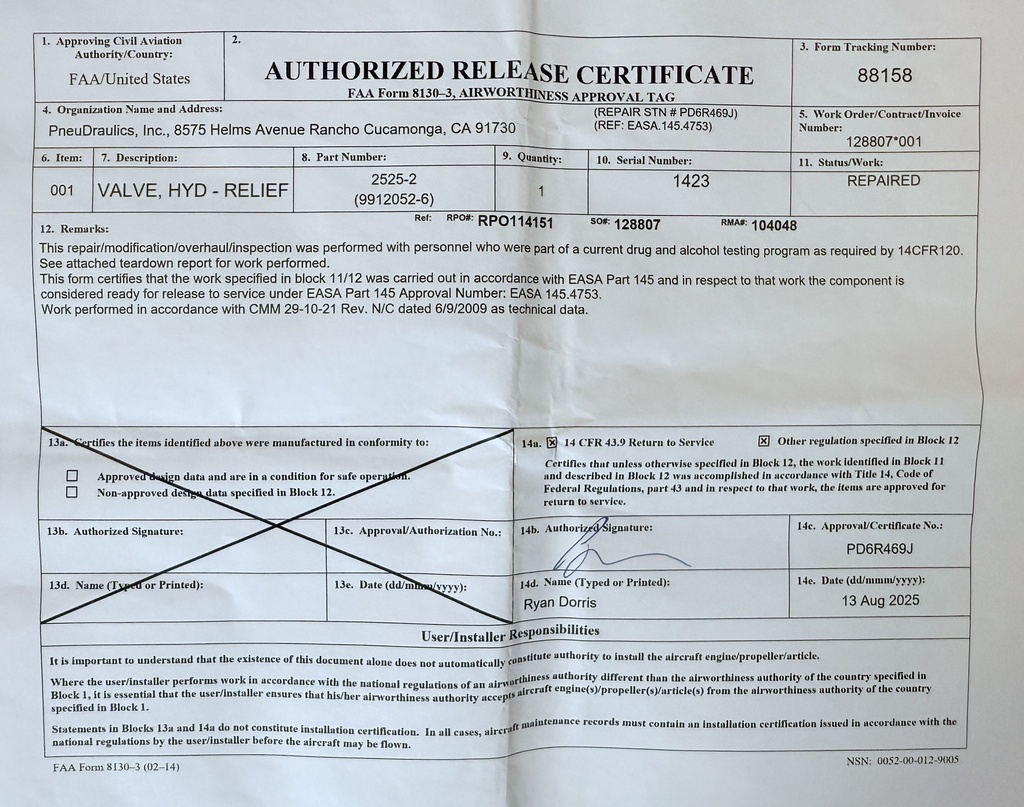 1. Approving Civil Aviation
Authority/Country:
FAA/United States
2.
AUTHORIZED RELEASE CERTIFICATE
FAA Form 8130–3, AIRWORTHINESS APPROVAL TAG
3. Form Tracking Number:
88158
4. Organization Name and Address:
(REPAIR STN # PD6R469J)
PneuDraulics, Inc., 8575 Helms Avenue Rancho Cucamonga, CA 91730
(REF: EASA.145.4753)
5. Work Order/Contract/Invoice
Number:
128807*001
6. Item:
001
7. Description:
VALVE, HYD - RELIEF
8. Part Number:
2525-2
(9912052-6)
9. Quantity:
1
10. Serial Number:
1423
11. Status/Work:
REPAIRED
Ref: RPO#: RPO114151 SO#: 128807 RMA#: 104048
12. Remarks:
This repair/modification/overhaul/inspection was performed with personnel who were part of a current drug and alcohol testing program as required by 14CFR120.
See attached teardown report for work performed.
This form certifies that the work specified in block 11/12 was carried out in accordance with EASA Part 145 and in respect to that work the component is
considered ready for release to service under EASA Part 145 Approval Number: EASA 145.4753.
Work performed in accordance with CMM 29-10-21 Rev. N/C dated 6/9/2009 as technical data.
13a. Certifies the items identified above were manufactured in conformity to:
Approved design data and are in a condition for safe operation.
Non-approved design data specified in Block 12.
13b. Authorized Signature:
13c. Approval/Authorization No.:
13d. Name (Typed or Printed):
13e. Date (dd/mmm/yyyy):
14a. ☒ 14 CFR 43.9 Return to Service ☒ Other regulation specified in Block 12
Certifies that unless otherwise specified in Block 12, the work identified in Block 11
and described in Block 12 was accomplished in accordance with Title 14, Code of
Federal Regulations, part 43 and in respect to that work, the items are approved for
return to service.
14b. Authorized Signature:
14c. Approval/Certificate No.:
PD6R469J
14d. Name (Typed or Printed):
Ryan Dorris
14e. Date (dd/mmm/yyyy):
13 Aug 2025
User/Installer Responsibilities
It is important to understand that the existence of this document alone does not automatically constitute authority to install the aircraft engine/propeller/article.
Where the user/installer performs work in accordance with the national regulations of an airworthiness authority different than the airworthiness authority of the country specified in
Block 1, it is essential that the user/installer ensures that his/her airworthiness authority accepts aircraft engine(s)/propeller(s)/article(s) from the airworthiness authority of the country
specified in Block 1.
Statements in Blocks 13a and 14a do not constitute installation certification. In all cases, aircraft maintenance records must contain an installation certification issued in accordance with the
national regulations by the user/installer before the aircraft may be flown.
FAA Form 8130–3 (02–14)
NSN: 0052-00-012-9005